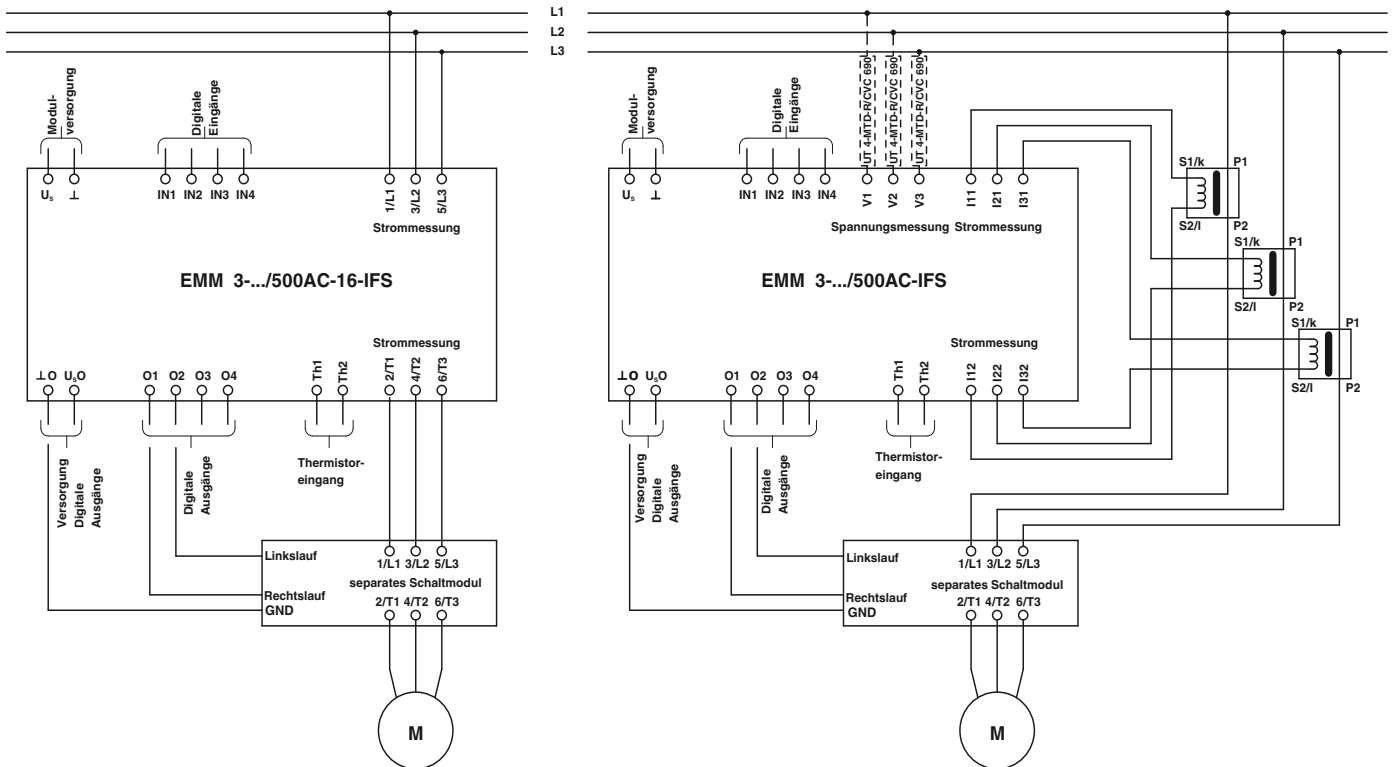 L1
L2
L3
Modul-
versorgung
Digitale
Eingänge
Us
⊥
IN1 IN2 IN3 IN4
1/L1
3/L2
5/L3
Strommessung
EMM 3-.../500AC-16-IFS
Strommessung
⊥O UsO
O1 O2 O3 O4
Th1
Th2
2/T1
4/T2
6/T3
Versorgung
Digitale
Ausgänge
Digitale
Ausgänge
Thermistor-
eingang
Linkslauf
1/L1 3/L2 5/L3
separates Schaltmodul
Rechtslauf
GND
2/T1 4/T2 6/T3
M
Modul-
versorgung
Digitale
Eingänge
UT 4-MTD-R/CVC 690
UT 4-MTD-R/CVC 690
UT 4-MTD-R/CVC 690
Us
⊥
IN1 IN2 IN3 IN4
V1
V2
V3
I11
I21
I31
Spannungsmessung Strommessung
EMM 3-.../500AC-IFS
Strommessung
⊥O UsO
O1 O2 O3 O4
Th1
Th2
I12
I22
I32
S1/k P1
S2/l P2
S1/k P1
S2/l P2
S1/k P1
S2/l P2
Versorgung
Digitale
Ausgänge
Digitale
Ausgänge
Thermistor-
eingang
Linkslauf
1/L1 3/L2 5/L3
separates Schaltmodul
Rechtslauf
GND
2/T1 4/T2 6/T3
M